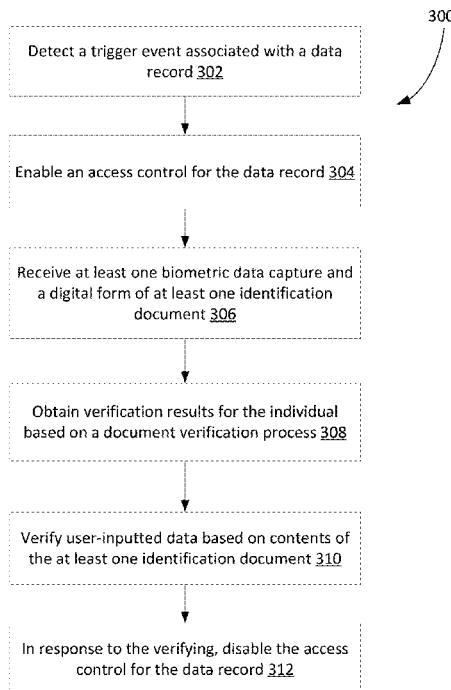 300
Detect a trigger event associated with a data
record 302
Enable an access control for the data record 304
Receive at least one biometric data capture and
a digital form of at least one identification
document 306
Obtain verification results for the individual
based on a document verification process 308
Verify user-inputted data based on contents of
the at least one identification document 310
In response to the verifying, disable the access
control for the data record 312